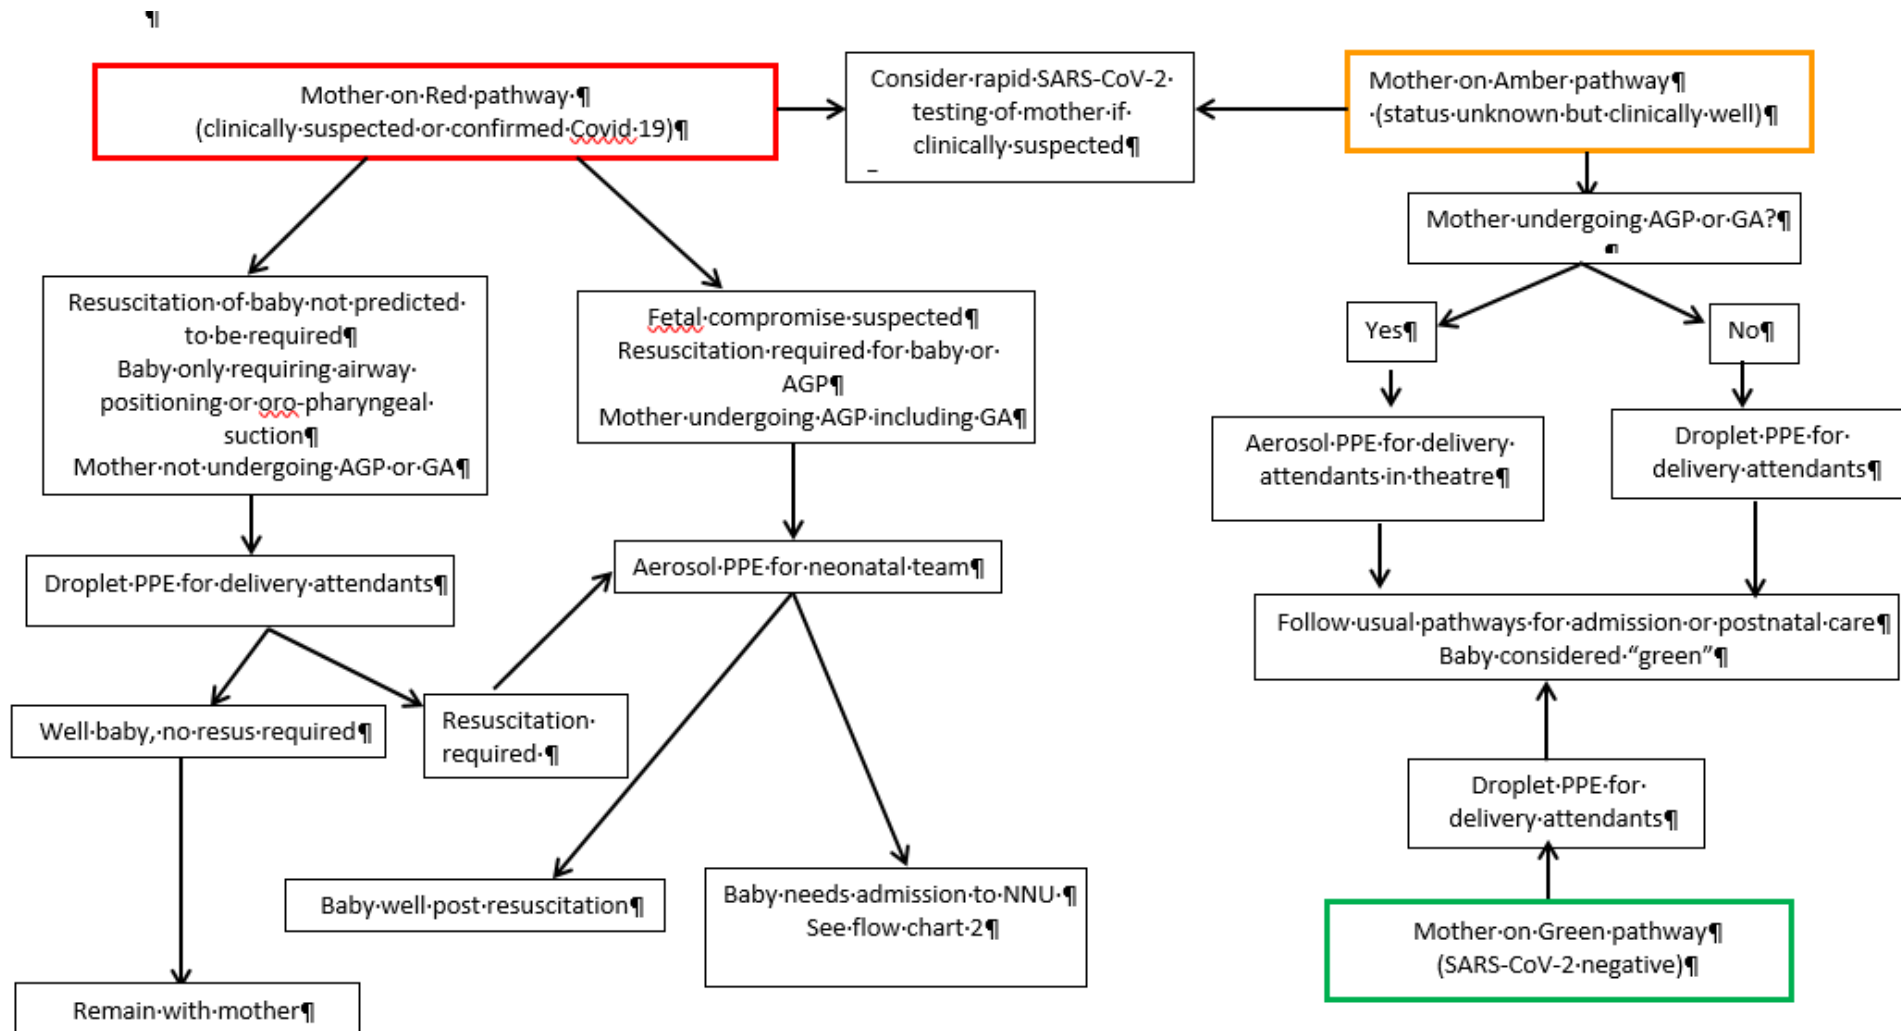 ¶
Mother·on·Red·pathway·¶
(clinically·suspected·or·confirmed·Covid·19)¶
Consider·rapid·SARS-CoV-2·
testing·of·mother·if·
clinically·suspected¶
Mother·on·Amber·pathway¶
·(status·unknown·but·clinically·well)¶
Mother·undergoing·AGP·or·GA?¶
¶
Resuscitation·of·baby·not·predicted·
to·be·required¶
Baby·only·requiring·airway·
positioning·or·oro-pharyngeal·
suction¶
Mother·not·undergoing·AGP·or·GA¶
Fetal·compromise·suspected¶
Resuscitation·required·for·baby·or·
AGP¶
Mother·undergoing·AGP·including·GA¶
Yes¶
No¶
Aerosol·PPE·for·delivery·
attendants·in·theatre¶
Droplet·PPE·for·
delivery·attendants¶
Droplet·PPE·for·delivery·attendants¶
Aerosol·PPE·for·neonatal·team¶
Follow·usual·pathways·for·admission·or·postnatal·care¶
Baby·considered·“green”¶
Well·baby,·no·resus·required¶
Resuscitation·
required·¶
Droplet·PPE·for·
delivery·attendants¶
Baby·well·post·resuscitation¶
Baby·needs·admission·to·NNU·¶
See·flow·chart·2¶
Mother·on·Green·pathway¶
(SARS-CoV-2·negative)¶
Remain·with·mother¶